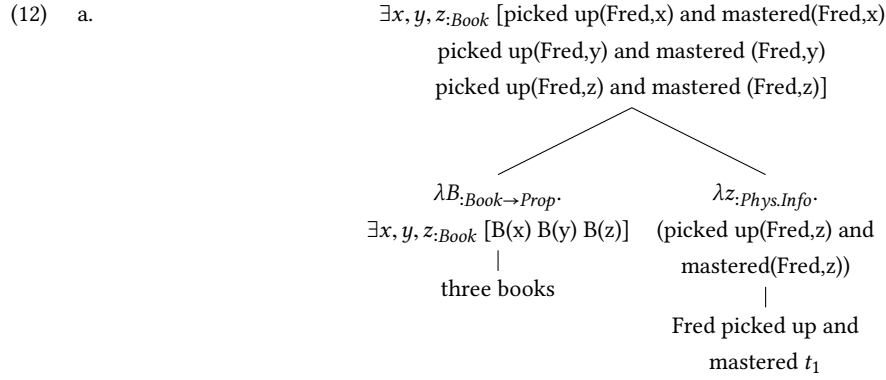 (12) a. ∃x, y, z:Book [picked up(Fred,x) and mastered(Fred,x)
picked up(Fred,y) and mastered (Fred,y)
picked up(Fred,z) and mastered (Fred,z)]
λB:Book→Prop. λz:Phys.Info.
∃x, y, z:Book [B(x) B(y) B(z)] (picked up(Fred,z) and
mastered(Fred,z))
three books
Fred picked up and
mastered t1